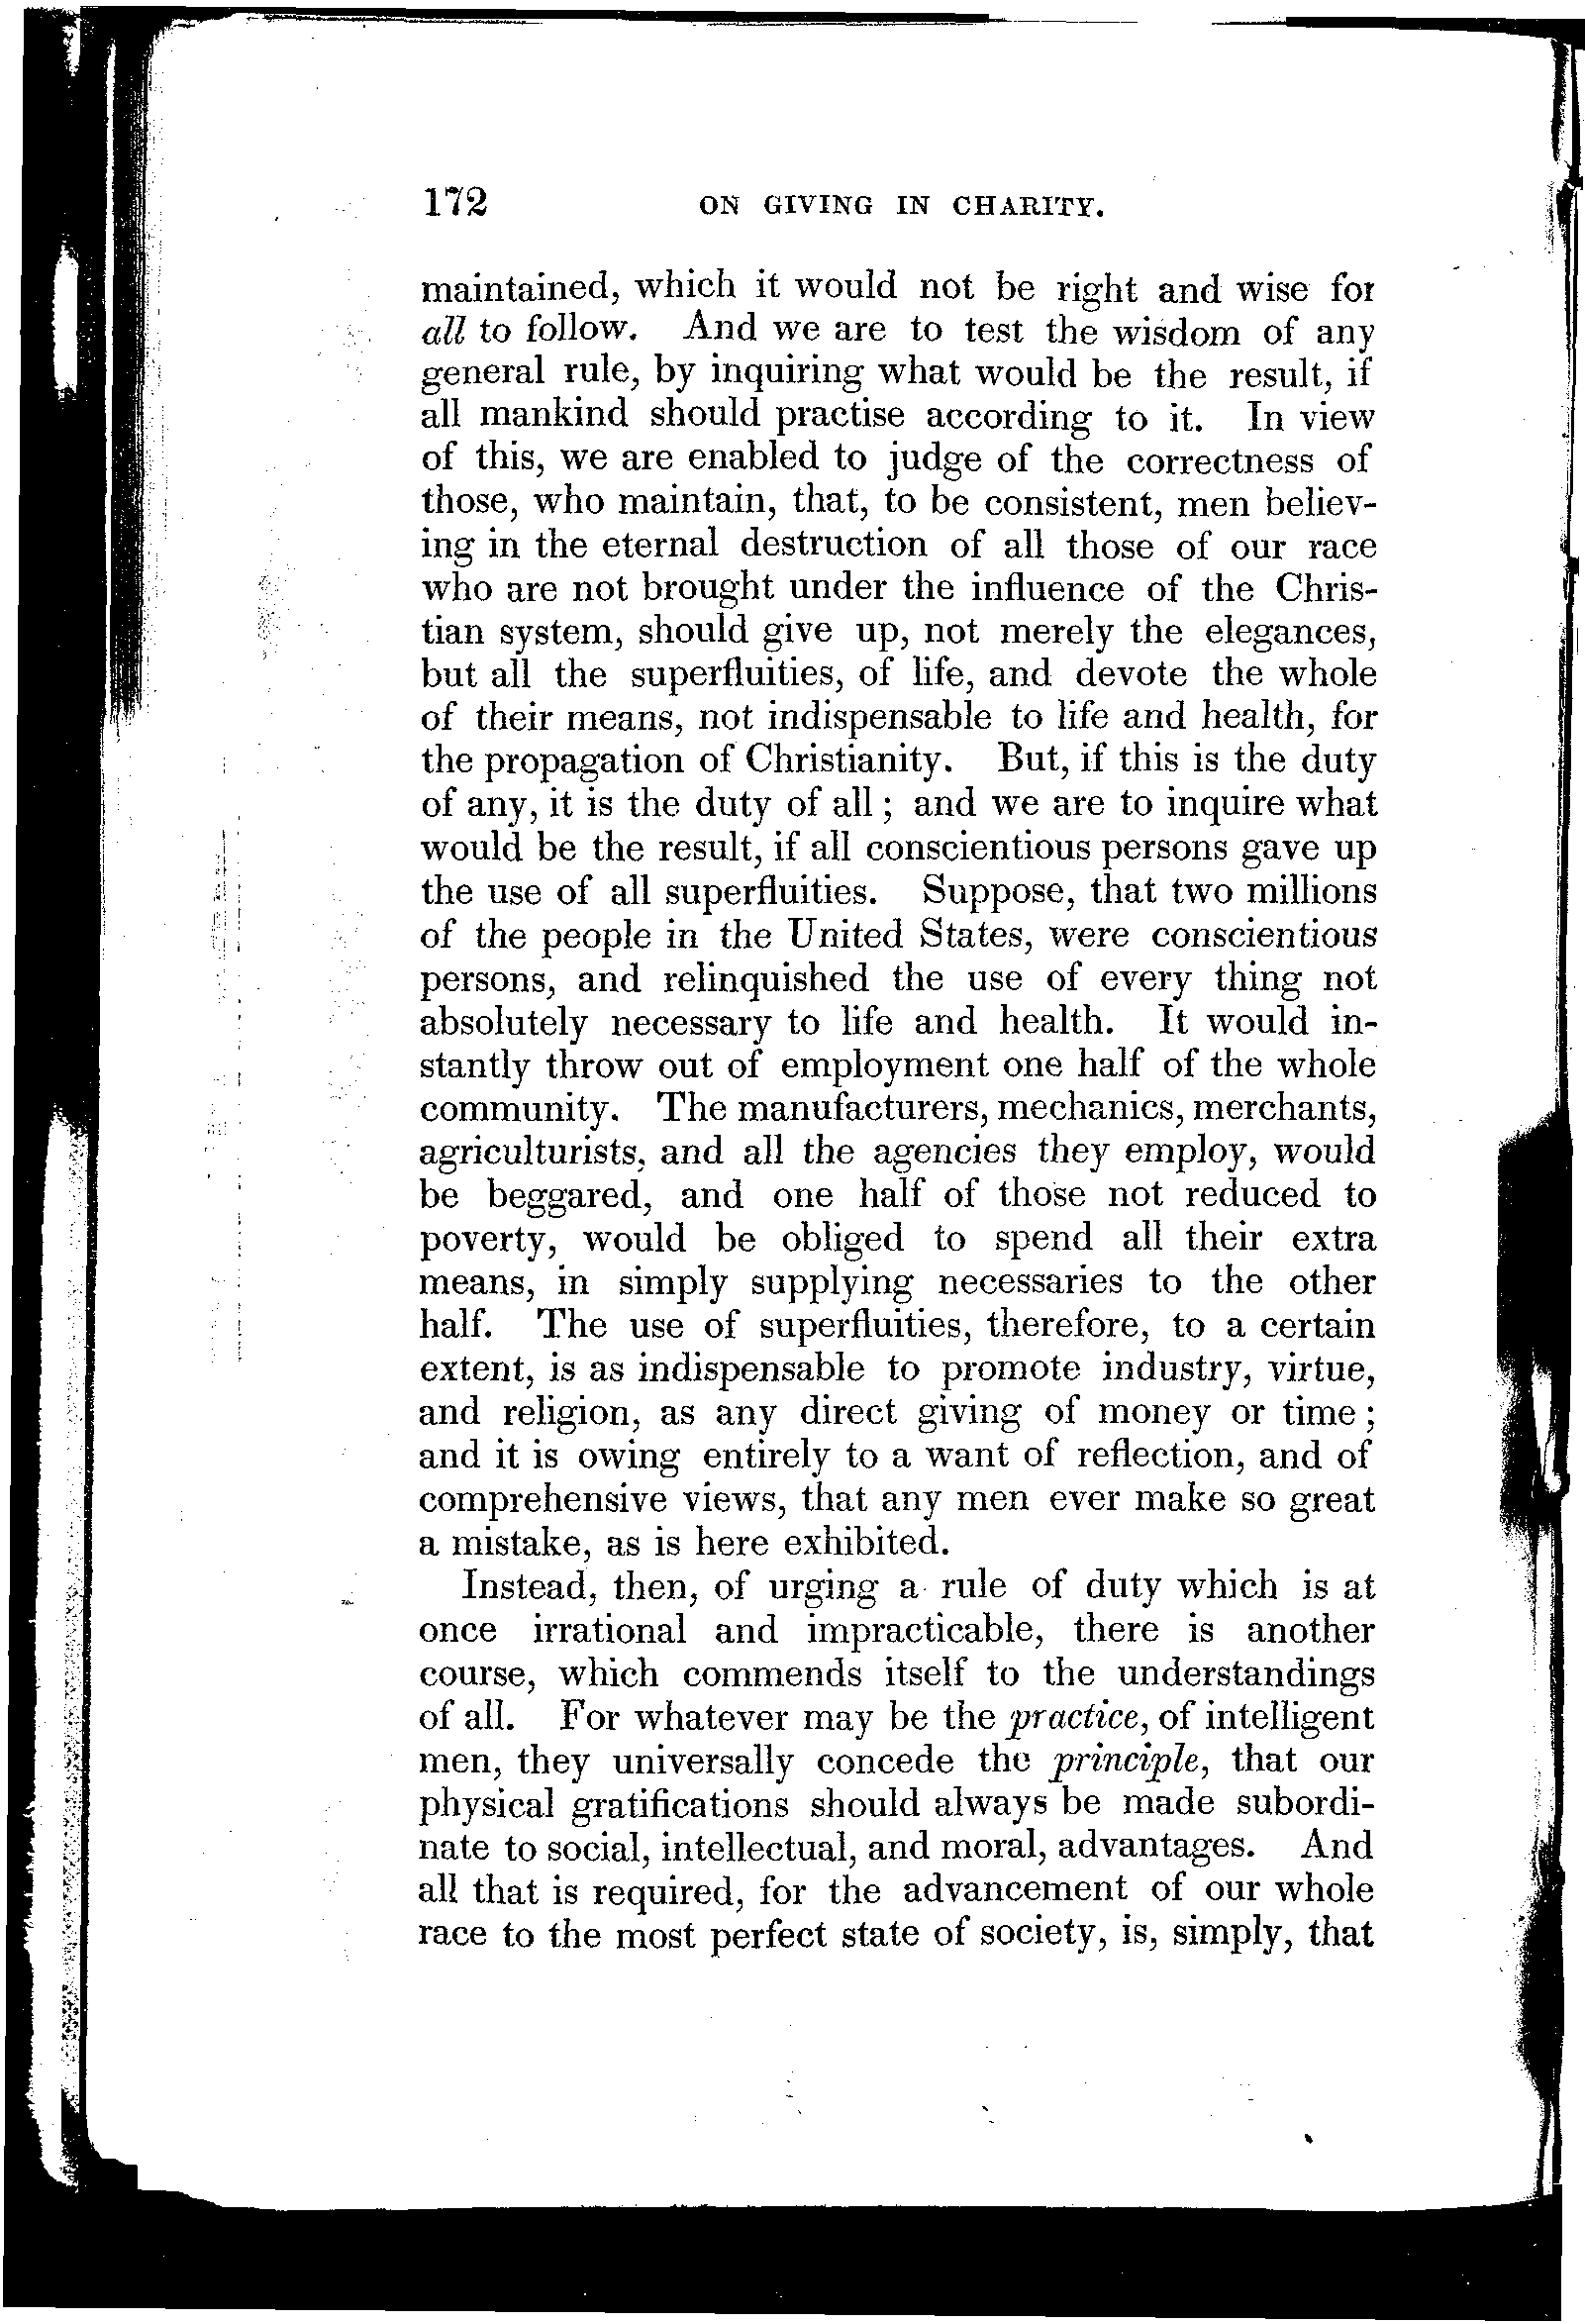 172 ON GIVING IN CHARITY.
maintained, which it would not be right and wise for
all to follow. And we are to test the wisdom of any
general rule, by inquiring what would be the result, if
all mankind should practise according to it. In view
of this, we are enabled to judge of the correctness of
those, who maintain, that, to be consistent, men believ-
ing in the eternal destruction of all those of our race
who are not brought under the influence of the Chris-
tian system, should give up, not merely the elegances,
but all the superfluities, of life, and devote the whole
of their means, not indispensable to life and health, for
the propagation of Christianity. But, if this is the duty
of any, it is the duty of all; and we are to inquire what
would be the result, if all conscientious persons gave up
the use of all superfluities. Suppose, that two millions
of the people in the United States, were conscientious
persons, and relinquished the use of every thing not
absolutely necessary to life and health. It would in-
stantly throw out of employment one half of the whole
community. The manufacturers, mechanics, merchants,
agriculturists, and all the agencies they employ, would
be beggared, and one half of those not reduced to
poverty, would be obliged to spend all their extra
means, in simply supplying necessaries to the other
half. The use of superfluities, therefore, to a certain
extent, is as indispensable to promote industry, virtue,
and religion, as any direct giving of money or time;
and it is owing entirely to a want of reflection, and of
comprehensive views, that any men ever make so great
a mistake, as is here exhibited.
Instead, then, of urging a rule of duty which is at
once irrational and impracticable, there is another
course, which commends itself to the understandings
of all. For whatever may be the practice, of intelligent
men, they universally concede the principle, that our
physical gratifications should always be made subordi-
nate to social, intellectual, and moral, advantages. And
all that is required, for the advancement of our whole
race to the most perfect state of society, is, simply, that